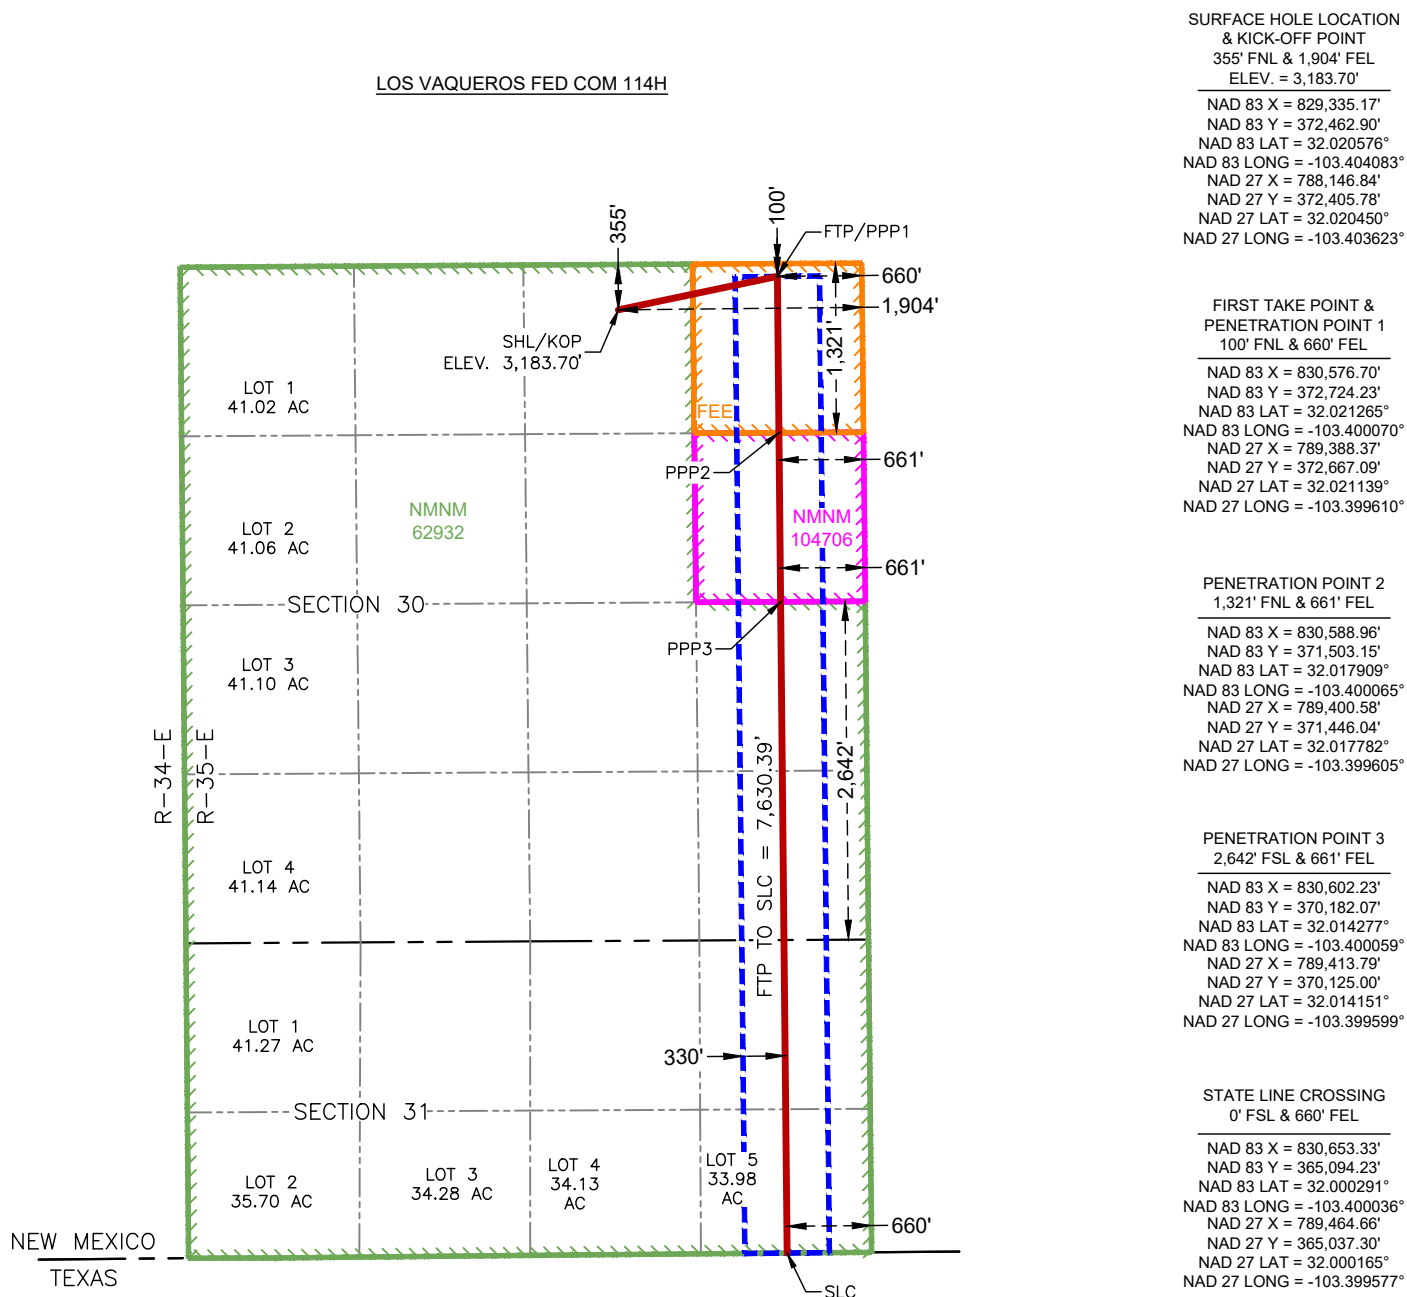 LOS VAQUEROS FED COM 114H
355'
100'
FTP/PPP1
660'
1,904'
1,321'
SHL/KOP
ELEV. 3,183.70'
LOT 1
41.02 AC
FEE
PPP2
661'
NMNM
62932
NMNM
104706
LOT 2
41.06 AC
661'
SECTION 30
PPP3
LOT 3
41.10 AC
R-34-E
R-35-E
FTP TO SLC = 7,630.39'
2,642'
LOT 4
41.14 AC
LOT 1
41.27 AC
330'
SECTION 31
LOT 2
35.70 AC
LOT 3
34.28 AC
LOT 4
34.13
AC
LOT 5
33.98
AC
660'
NEW MEXICO
TEXAS
SLC
SURFACE HOLE LOCATION
& KICK-OFF POINT
355' FNL & 1,904' FEL
ELEV. = 3,183.70'
NAD 83 X = 829,335.17'
NAD 83 Y = 372,462.90'
NAD 83 LAT = 32.020576°
NAD 83 LONG = -103.404083°
NAD 27 X = 788,146.84'
NAD 27 Y = 372,405.78'
NAD 27 LAT = 32.020450°
NAD 27 LONG = -103.403623°
FIRST TAKE POINT &
PENETRATION POINT 1
100' FNL & 660' FEL
NAD 83 X = 830,576.70'
NAD 83 Y = 372,724.23'
NAD 83 LAT = 32.021265°
NAD 83 LONG = -103.400070°
NAD 27 X = 789,388.37'
NAD 27 Y = 372,667.09'
NAD 27 LAT = 32.021139°
NAD 27 LONG = -103.399610°
PENETRATION POINT 2
1,321' FNL & 661' FEL
NAD 83 X = 830,588.96'
NAD 83 Y = 371,503.15'
NAD 83 LAT = 32.017909°
NAD 83 LONG = -103.400065°
NAD 27 X = 789,400.58'
NAD 27 Y = 371,446.04'
NAD 27 LAT = 32.017782°
NAD 27 LONG = -103.399605°
PENETRATION POINT 3
2,642' FSL & 661' FEL
NAD 83 X = 830,602.23'
NAD 83 Y = 370,182.07'
NAD 83 LAT = 32.014277°
NAD 83 LONG = -103.400059°
NAD 27 X = 789,413.79'
NAD 27 Y = 370,125.00'
NAD 27 LAT = 32.014151°
NAD 27 LONG = -103.399599°
STATE LINE CROSSING
0' FSL & 660' FEL
NAD 83 X = 830,653.33'
NAD 83 Y = 365,094.23'
NAD 83 LAT = 32.000291°
NAD 83 LONG = -103.400036°
NAD 27 X = 789,464.66'
NAD 27 Y = 365,037.30'
NAD 27 LAT = 32.000165°
NAD 27 LONG = -103.399577°